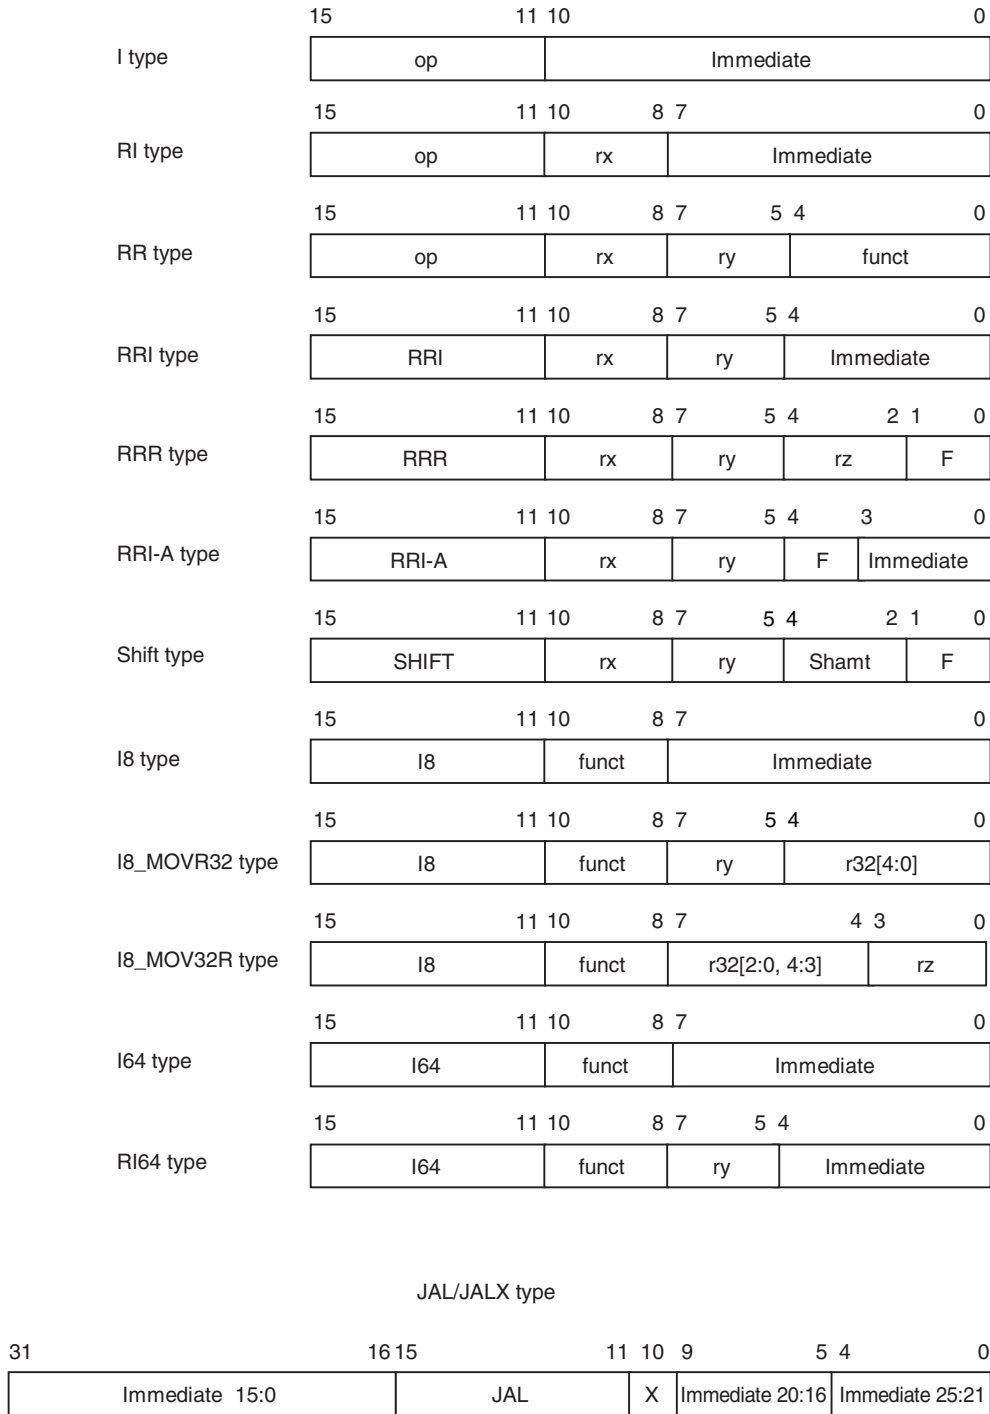 15 11 10 0
I type op Immediate
15 11 10 8 7 0
RI type op rx Immediate
15 11 10 8 7 5 4 0
RR type op rx ry funct
15 11 10 8 7 5 4 0
RRI type RRI rx ry Immediate
15 11 10 8 7 5 4 2 1 0
RRR type RRR rx ry rz F
15 11 10 8 7 5 4 3 0
RRI-A type RRI-A rx ry F Immediate
15 11 10 8 7 5 4 2 1 0
Shift type SHIFT rx ry Shamt F
15 11 10 8 7 0
I8 type I8 funct Immediate
15 11 10 8 7 5 4 0
I8_MOVR32 type I8 funct ry r32[4:0]
15 11 10 8 7 4 3 0
I8_MOV32R type I8 funct r32[2:0, 4:3] rz
15 11 10 8 7 0
I64 type I64 funct Immediate
15 11 10 8 7 5 4 0
RI64 type I64 funct ry Immediate
JAL/JALX type
31 16 15 11 10 9 5 4 0
Immediate 15:0 JAL X Immediate 20:16 Immediate 25:21